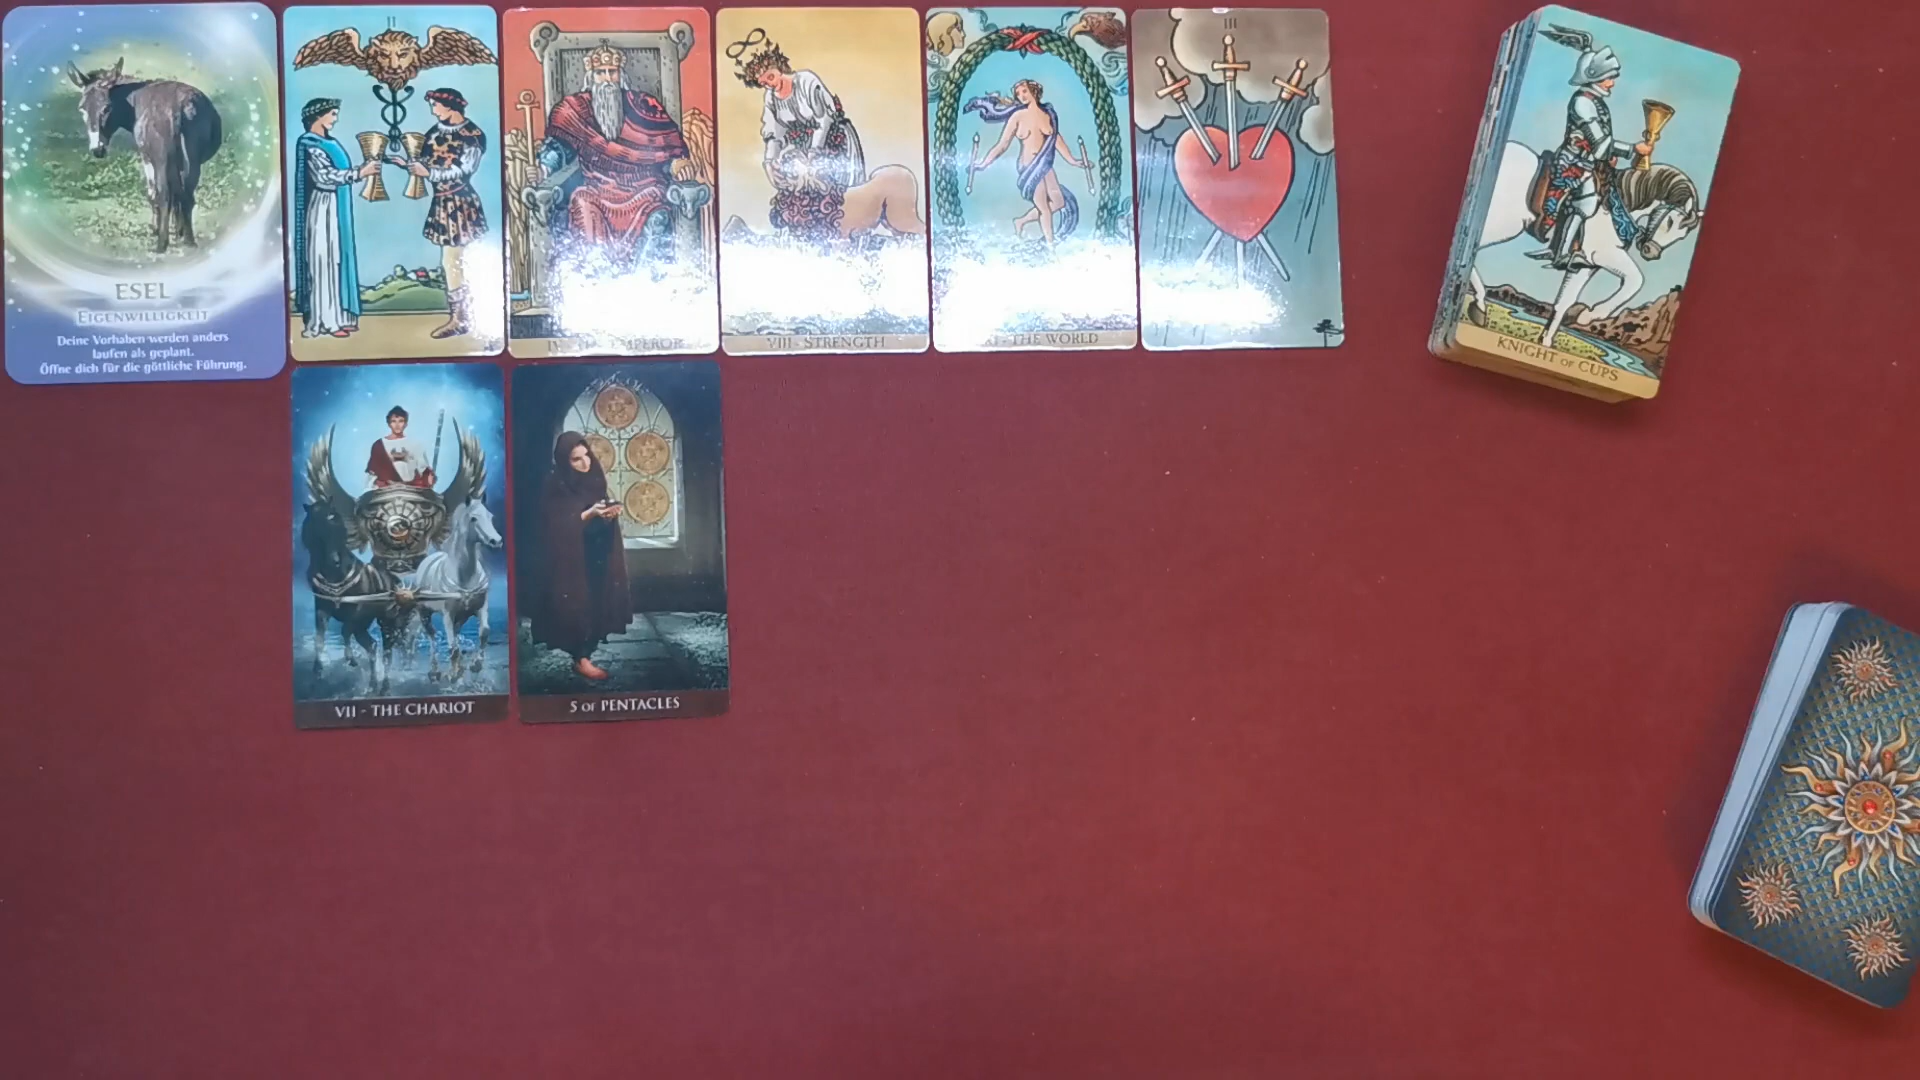 ESEL
EIGENWILLIGKEIT
Deine Vorhaben werden anders
laufen als geplant.
Öffne dich für die göttliche Führung.
II
EMPEROR
VIII - STRENGTH
- THE WORLD
III
KNIGHT OF CUPS
VII - THE CHARIOT
5 OF PENTACLES